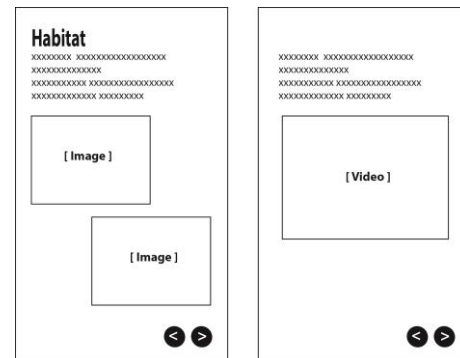 Habitat
xxxxxxxx xxxxxxxxxxxxxxxxxx
xxxxxxxxxxxxxx
xxxxxxxxxxx xxxxxxxxxxxxxxxxx
xxxxxxxxxxxxx xxxxxxxxx
[ Image ]
[ Image ]
< >
xxxxxxxx xxxxxxxxxxxxxxxxxx
xxxxxxxxxxxxxx
xxxxxxxxxxx xxxxxxxxxxxxxxxxx
xxxxxxxxxxxxx xxxxxxxxx
[ Video ]
< >